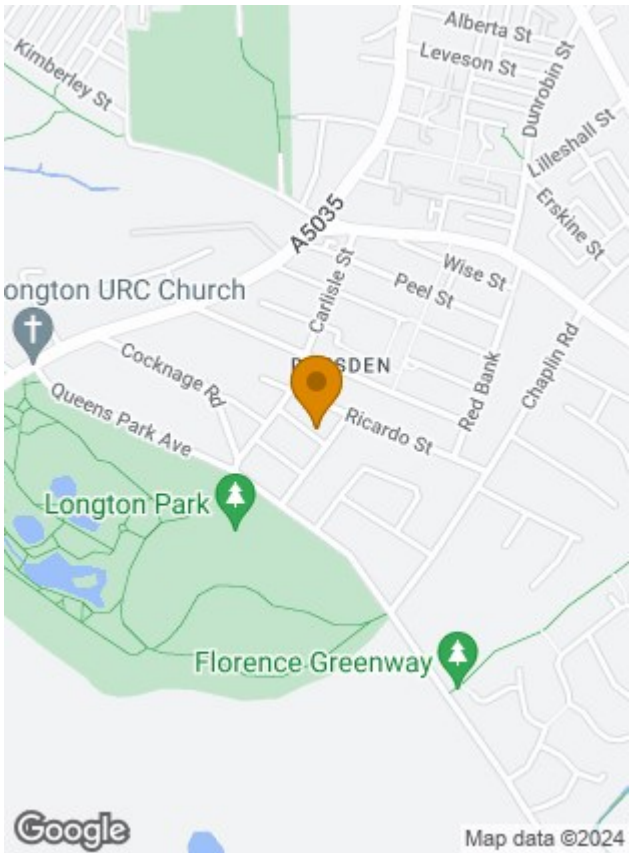 Alberta St
Leveson St
Kimberley St
Dunrobin St
Lilleshall St
A5035
Erskine St
Wise St
Carlisle St
Peel St
ongton URC Church
Chaplin Rd
Cocknage Rd
Red Bank
Queens Park Ave
Ricardo St
Longton Park
Florence Greenway
Google
Map data ©2024